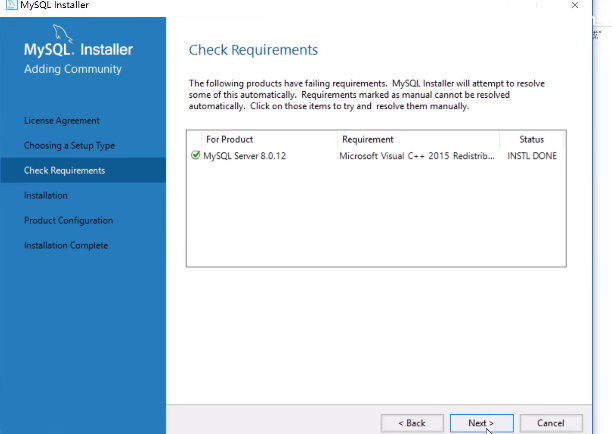 MySQL Installer
MySQL. Installer
Adding Community
License Agreement
Choosing a Setup Type
Check Requirements
Installation
Product Configuration
Installation Complete
Check Requirements
The following products have failing requirements. MySQL Installer will attempt to resolve
some of this automatically. Requirements marked as manual cannot be resolved
automatically. Click on those items to try and resolve them manually.
For Product Requirement Status
MySQL Server 8.0.12 Microsoft Visual C++ 2015 Redistrib... INSTL DONE
< Back Next > Cancel